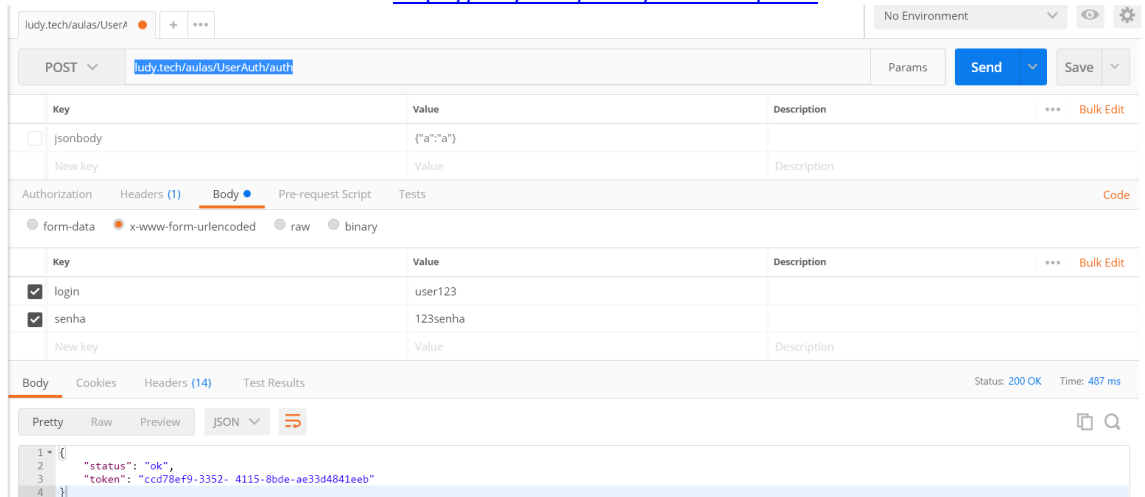 ludy.tech/aulas/UserA + ••• No Environment
POST ludy.tech/aulas/UserAuth/auth Params Send Save
Key Value Description ••• Bulk Edit
jsonbody {"a":"a"}
New key Value Description
Authorization Headers (1) Body Pre-request Script Tests Code
form-data x-www-form-urlencoded raw binary
Key Value Description ••• Bulk Edit
login user123
senha 123senha
New key Value Description
Body Cookies Headers (14) Test Results Status: 200 OK Time: 487 ms
Pretty Raw Preview JSON
1 {
2 "status": "ok",
3 "token": "ccd78ef9-3352- 4115-8bde-ae33d4841eeb"
4 }